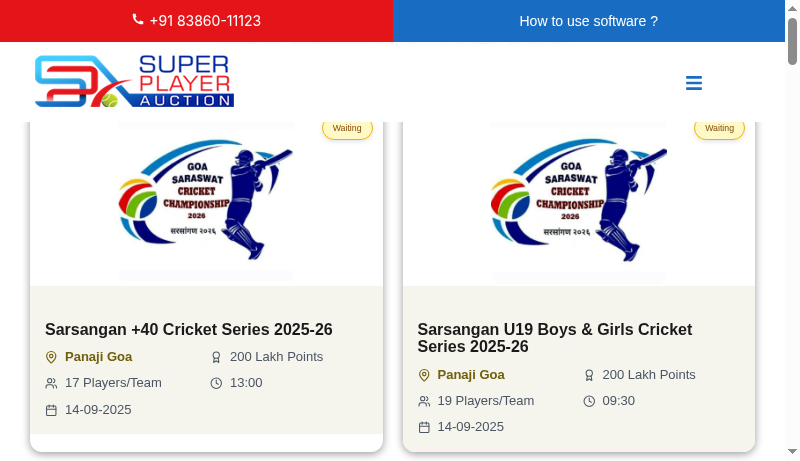 +91 83860-11123
How to use software ?
SUPER
PLAYER
AUCTION
Waiting
GOA
SARASWAT
CRICKET
CHAMPIONSHIP
2026
सरसांगण २०२६
Waiting
GOA
SARASWAT
CRICKET
CHAMPIONSHIP
2026
सरसांगण २०२६
Sarsangan +40 Cricket Series 2025-26
Panaji Goa
200 Lakh Points
17 Players/Team
13:00
14-09-2025
Sarsangan U19 Boys & Girls Cricket
Series 2025-26
Panaji Goa
200 Lakh Points
19 Players/Team
09:30
14-09-2025